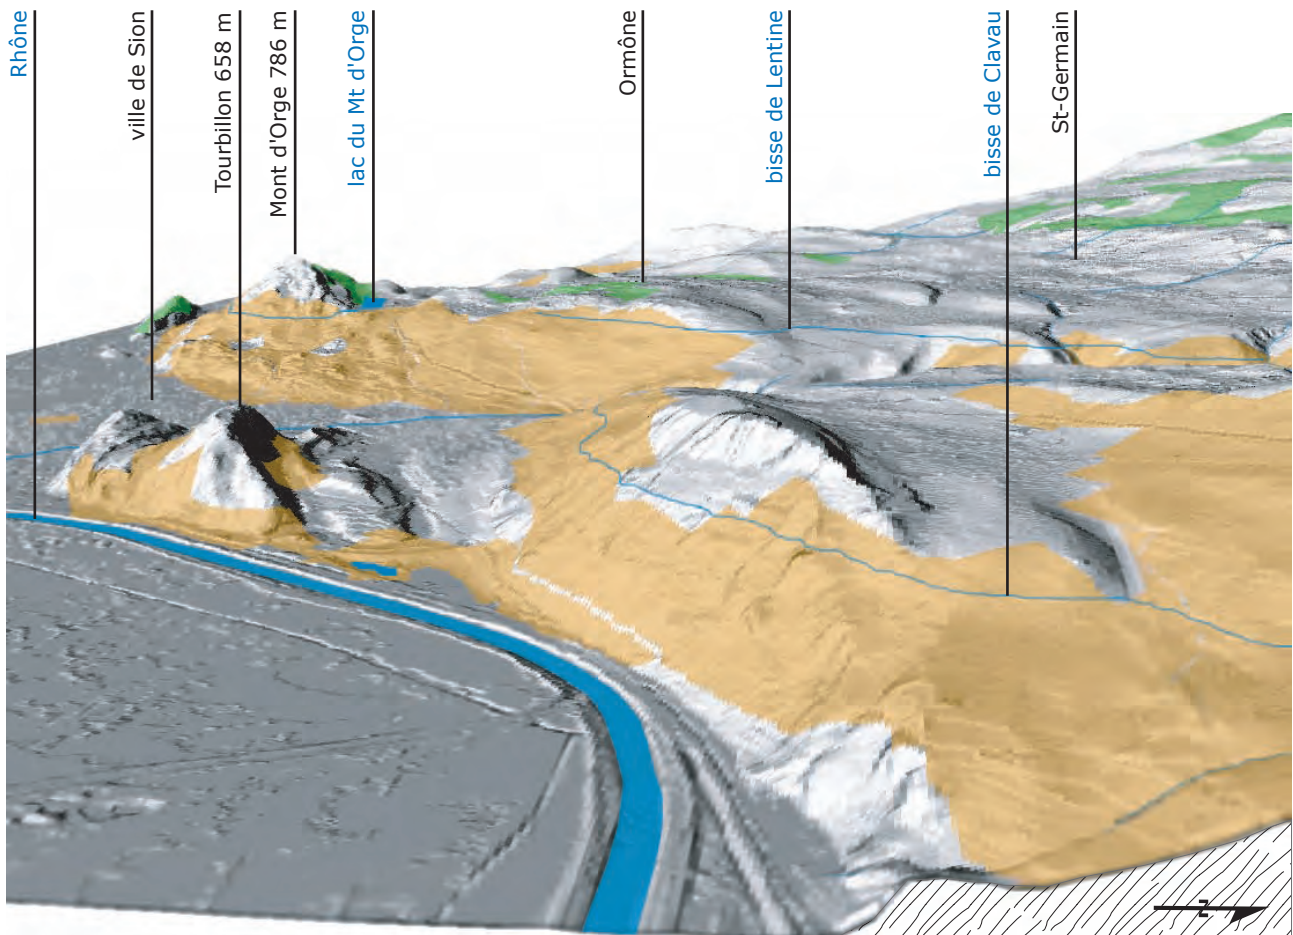 Rhône
ville de Sion
Tourbillon 658 m
Mont d'Orge 786 m
lac du Mt d'Orge
Ormône
bisse de Lentine
bisse de Clavau
St-Germain
N